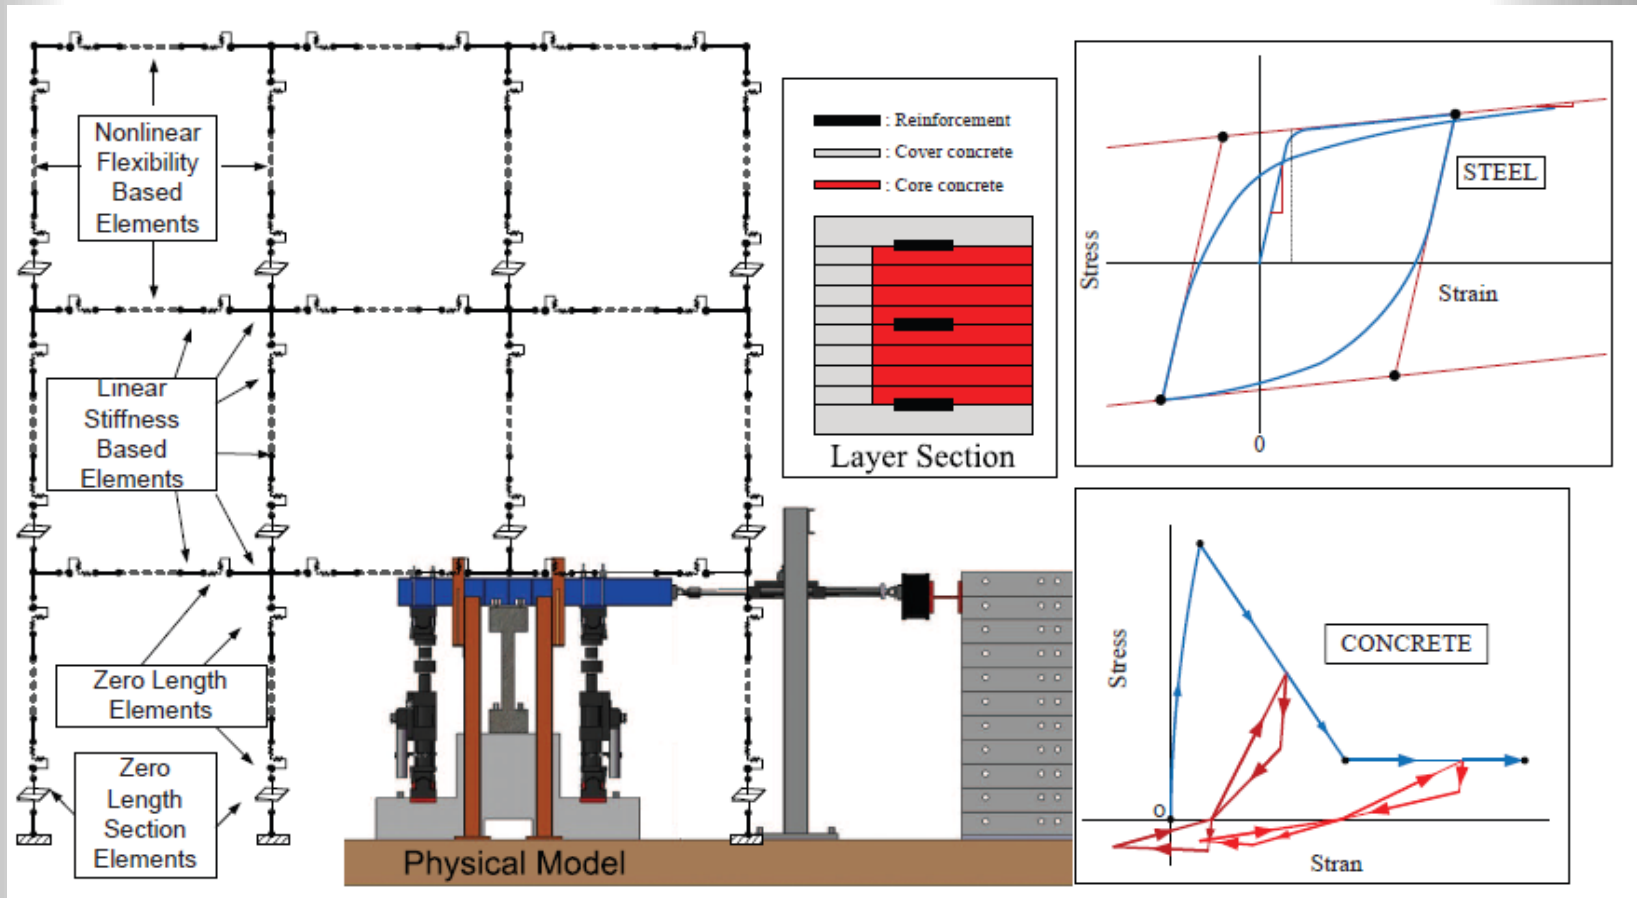 Nonlinear
Flexibility
Based
Elements
Linear
Stiffness
Based
Elements
Zero Length
Elements
Zero
Length
Section
Elements
Physical Model
: Reinforcement
: Cover concrete
: Core concrete
Layer Section
STEEL
Stress
Strain
0
CONCRETE
Stress
O
Stran